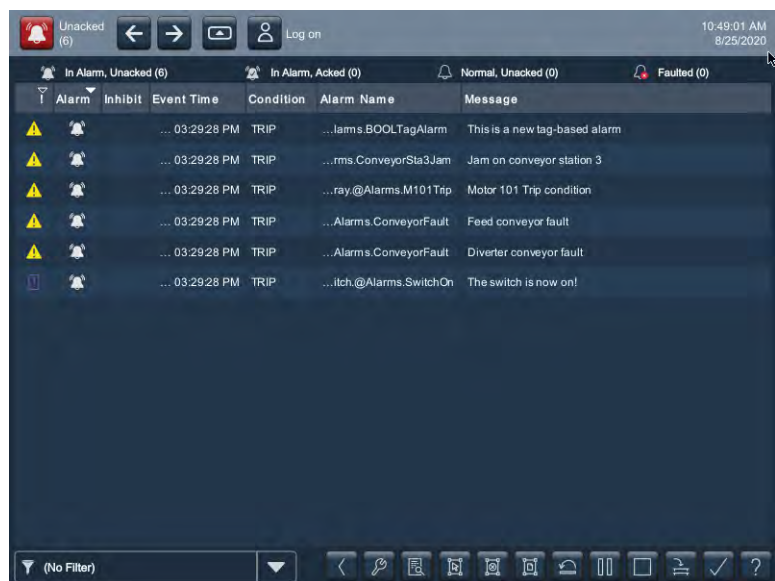 Unacked
(6)
Log on
10:49:01 AM
8/25/2020
In Alarm, Unacked (6) In Alarm, Acked (0) Normal, Unacked (0) Faulted (0)
! Alarm Inhibit Event Time Condition Alarm Name Message
... 03:29:28 PM TRIP ...larms.BOOLTagAlarm This is a new tag-based alarm
... 03:29:28 PM TRIP ...rms.ConveyorSta3Jam Jam on conveyor station 3
... 03:29:28 PM TRIP ...ray.@Alarms.M101Trip Motor 101 Trip condition
... 03:29:28 PM TRIP ...Alarms.ConveyorFault Feed conveyor fault
... 03:29:28 PM TRIP ...Alarms.ConveyorFault Diverter conveyor fault
... 03:29:28 PM TRIP ...itch.@Alarms.SwitchOn The switch is now on!
(No Filter)
?